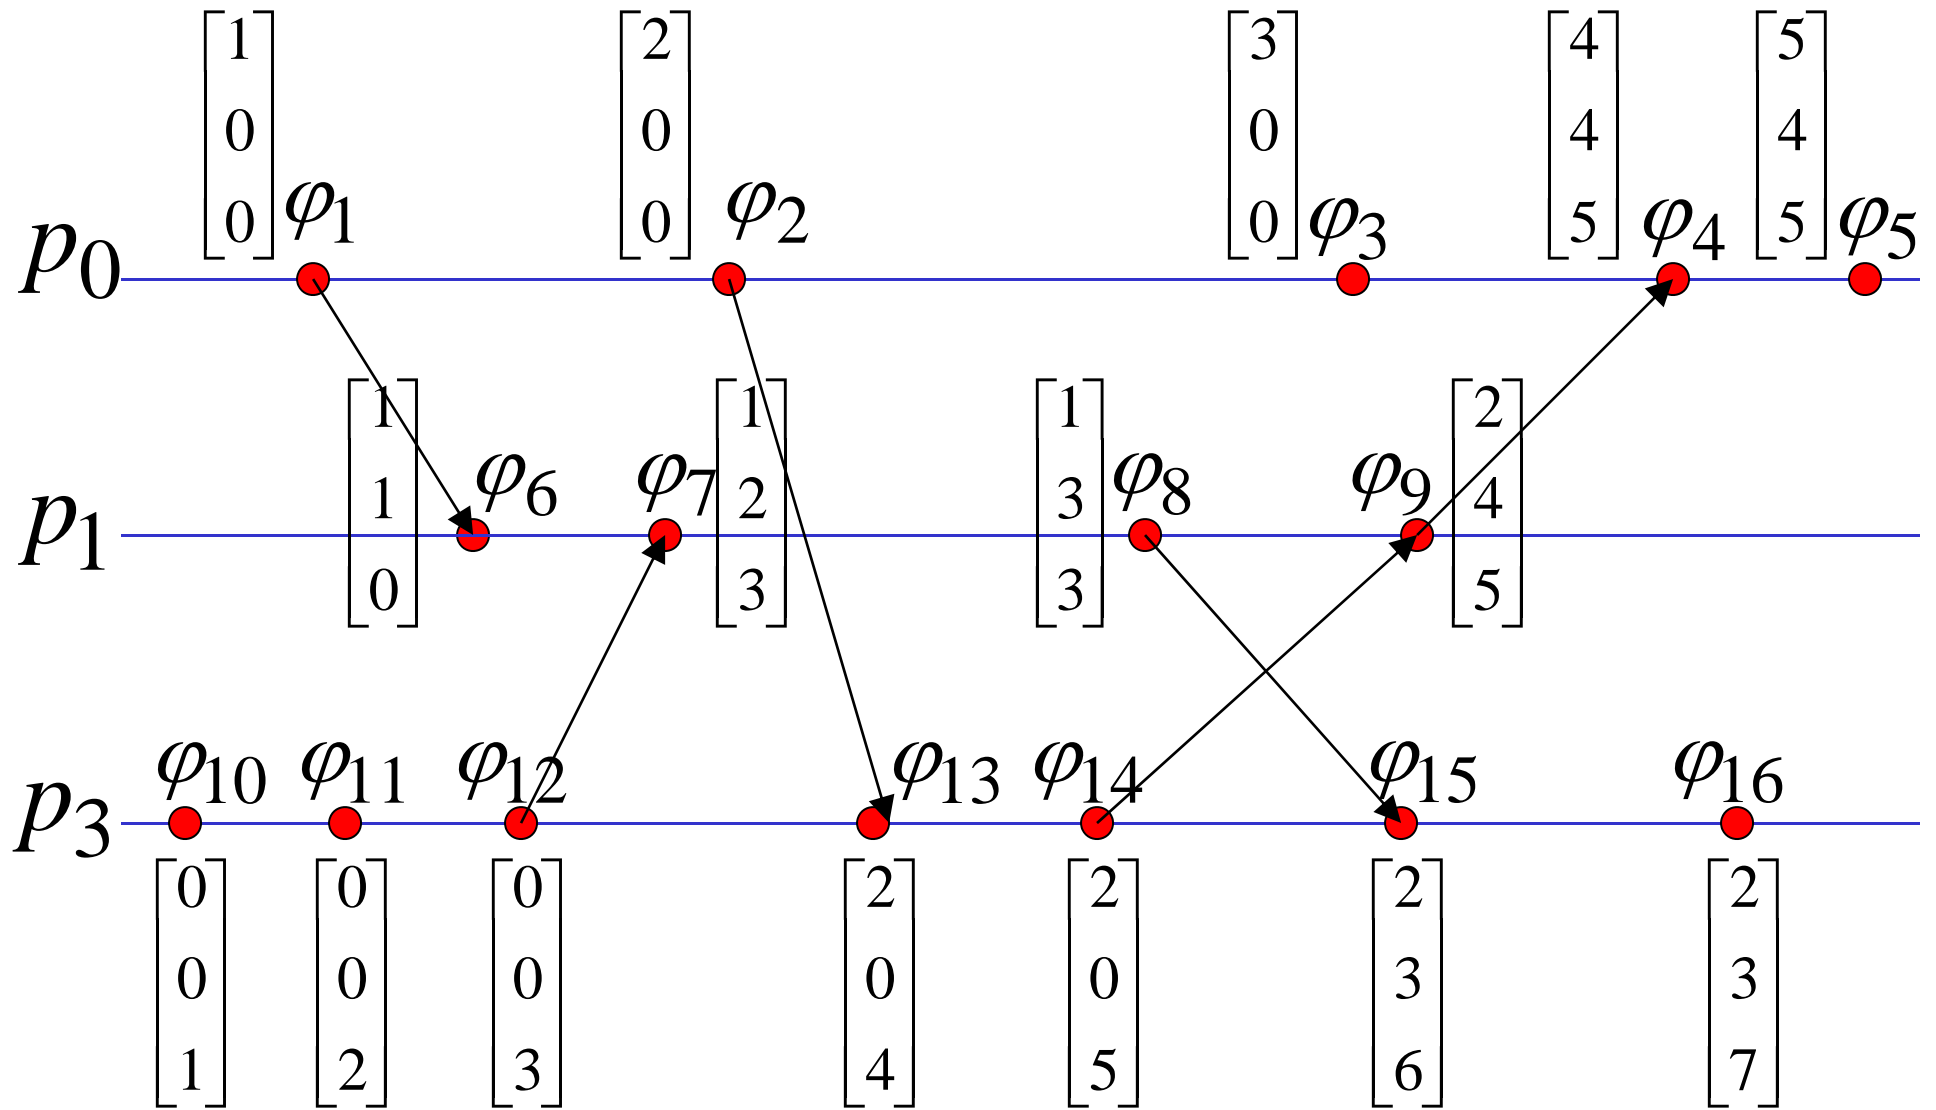 [1 0 0] φ1 [2 0 0] φ2 [3 0 0] φ3 [4 4 5] φ4 [5 4 5] φ5
p0
[1 1 0] φ6 φ7 [1 2 3] [1 3 3] φ8 φ9 [2 4 5]
p1
φ10 φ11 φ12 φ13 φ14 φ15 φ16
p3
[0 0 1] [0 0 2] [0 0 3] [2 0 4] [2 0 5] [2 3 6] [2 3 7]